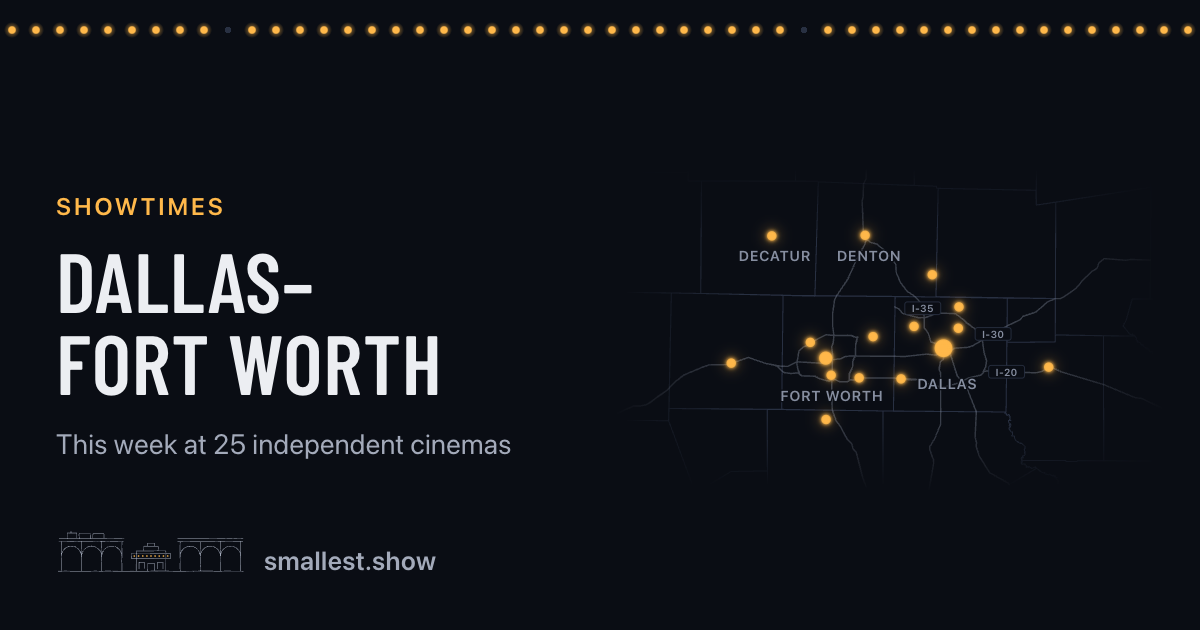 SHOWTIMES
DALLAS–
FORT WORTH
This week at 25 independent cinemas
smallest.show
DECATUR
DENTON
I-35
I-30
I-20
DALLAS
FORT WORTH